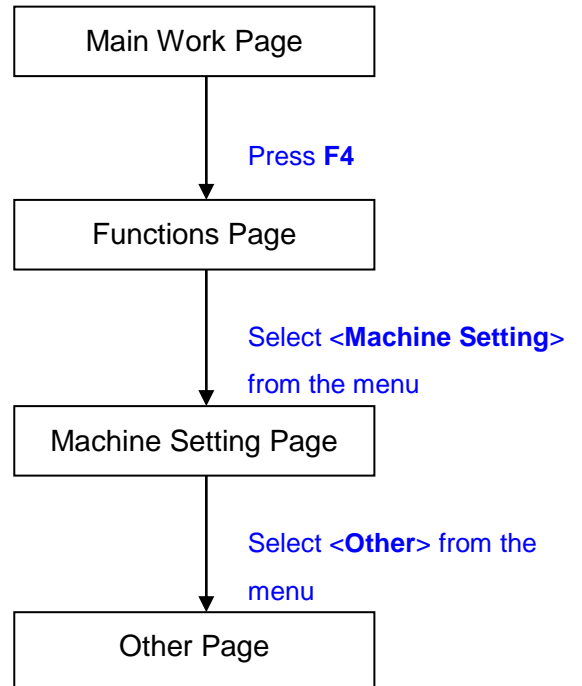 Main Work Page
Press F4
Functions Page
Select <Machine Setting>
from the menu
Machine Setting Page
Select <Other> from the
menu
Other Page